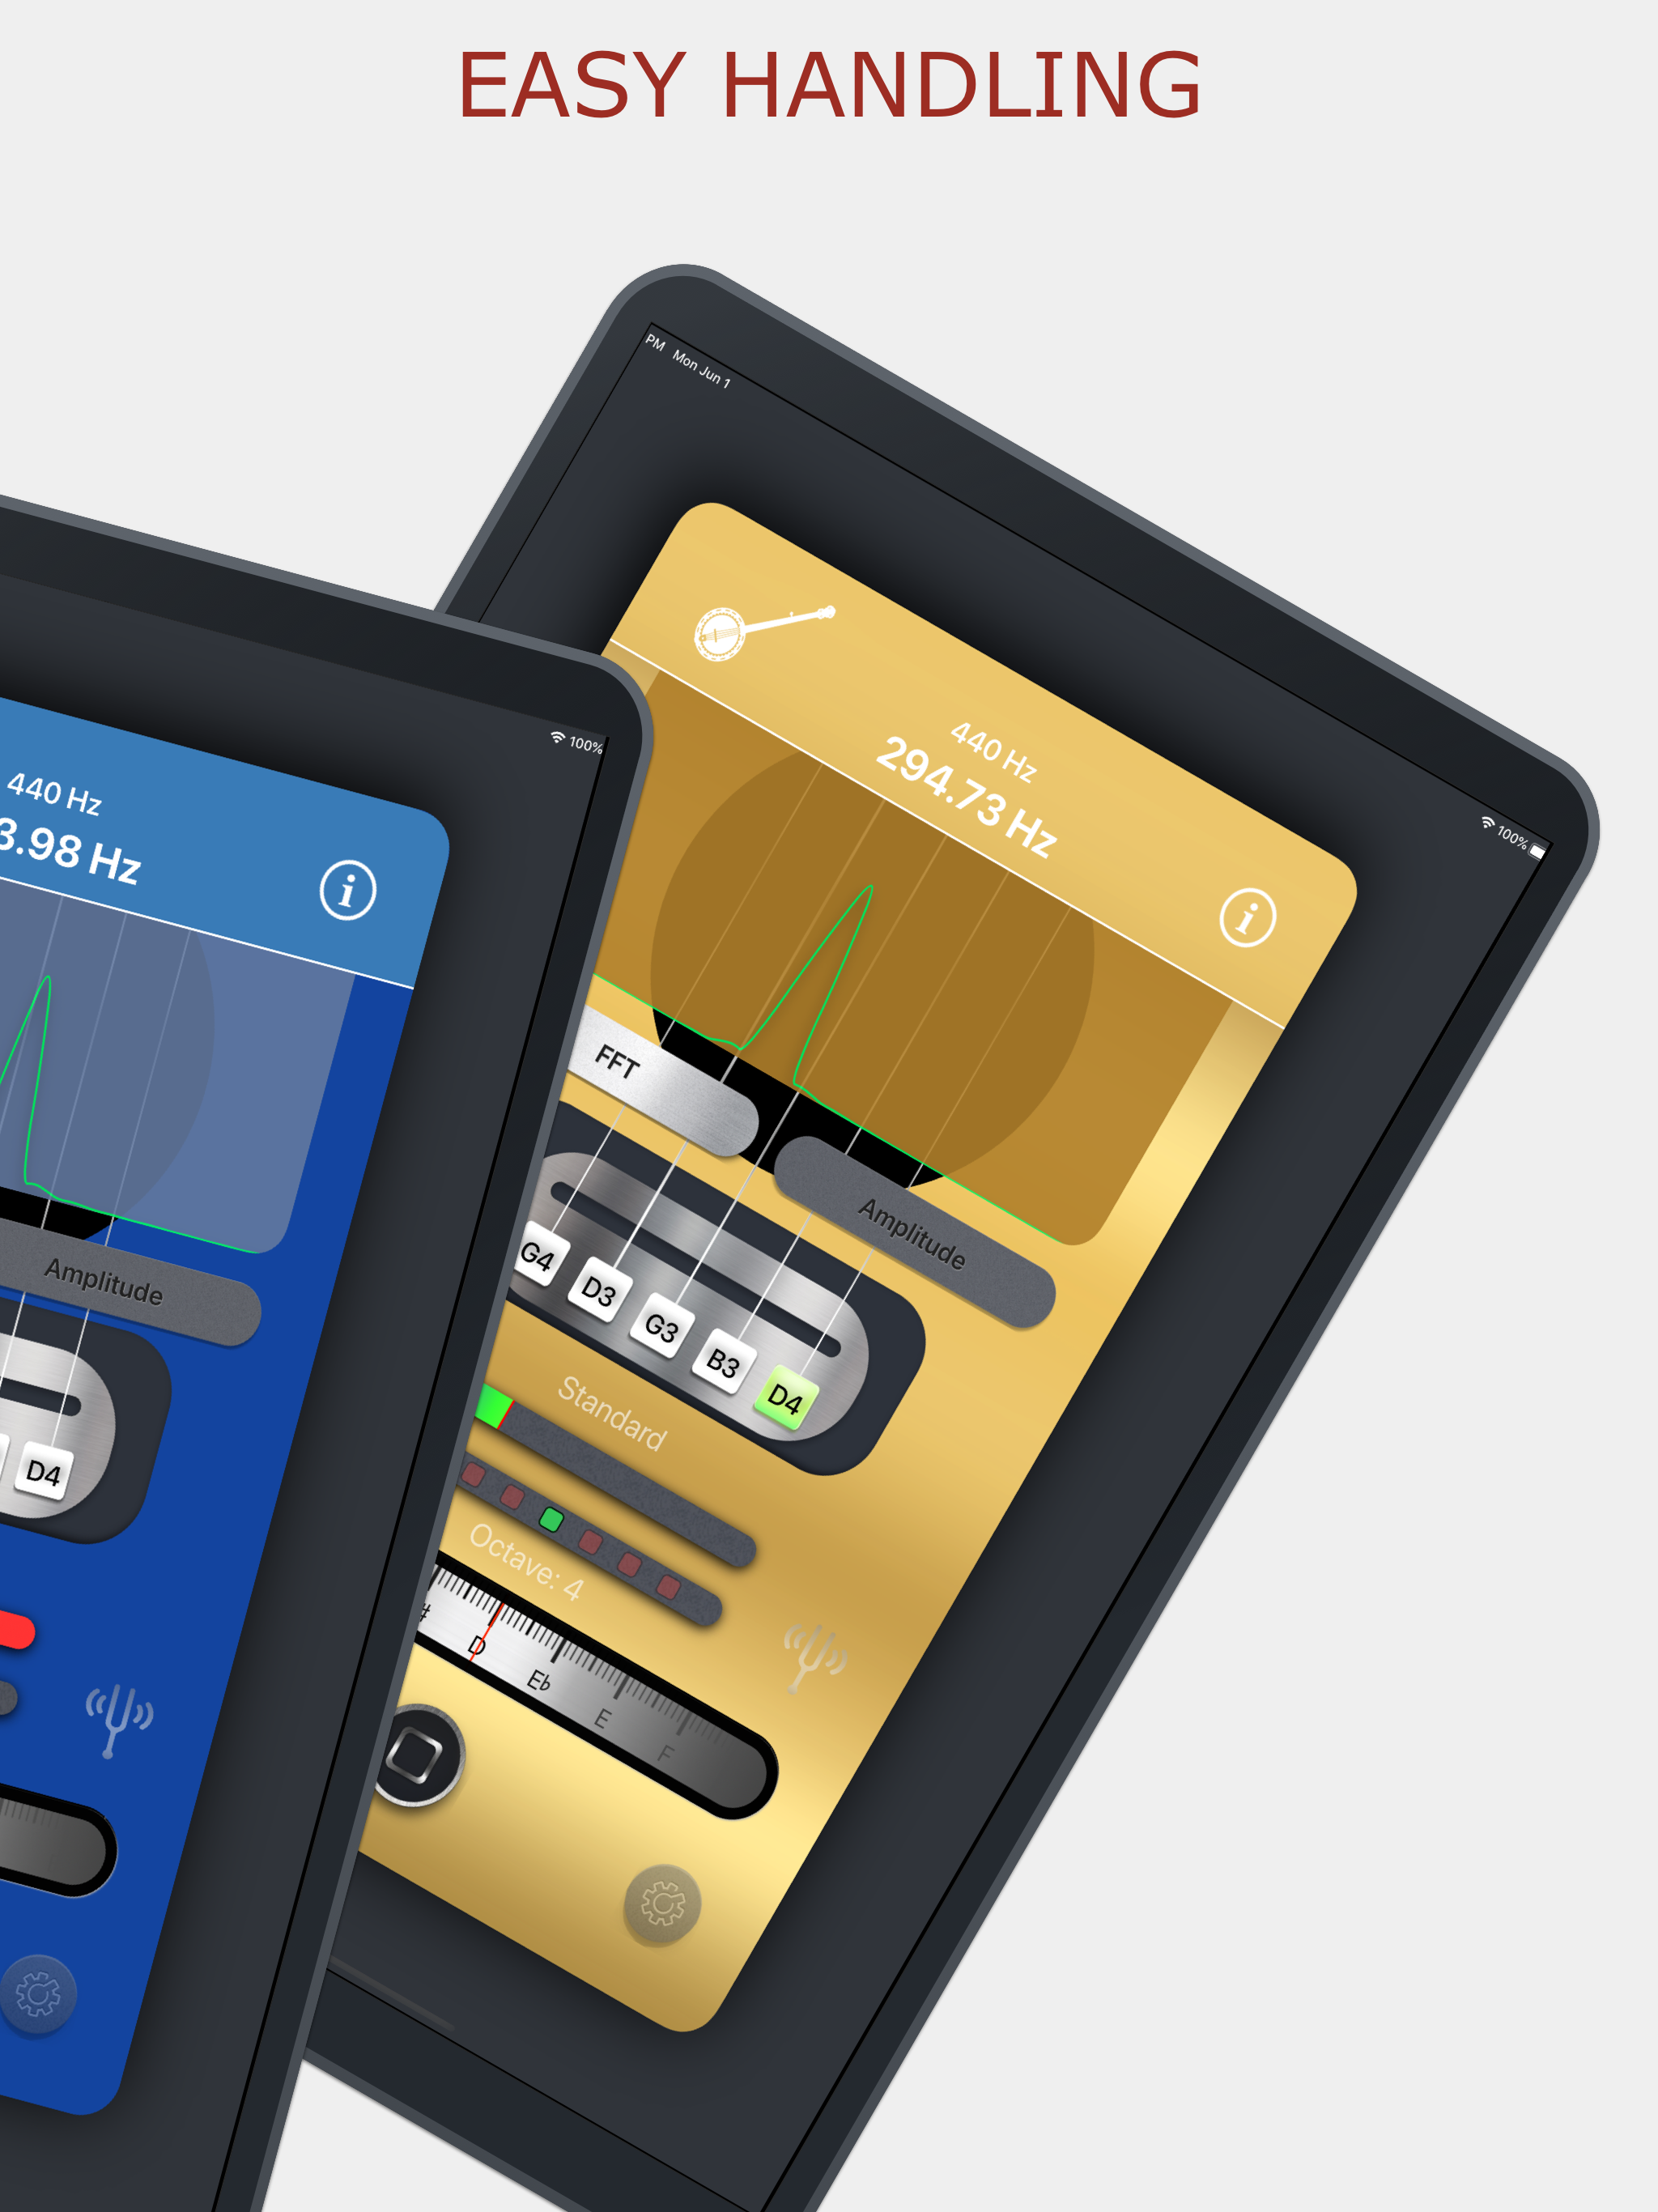 EASY HANDLING
PM Mon Jun 1
100%
440 Hz
294.73 Hz
FFT
Amplitude
G4 D3 G3 B3 D4
Standard
Octave: 4
# D Eb E F
100%
440 Hz
3.98 Hz
Amplitude
D4